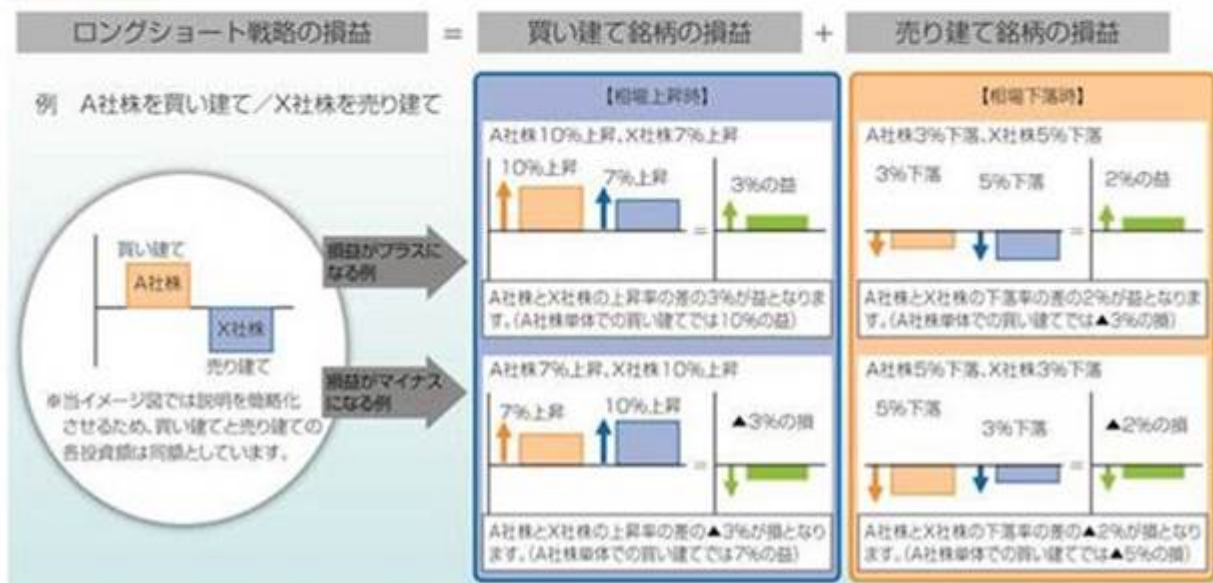 ロングショート戦略の損益 = 買い建て銘柄の損益 + 売り建て銘柄の損益
例 A社株を買い建て／X社株を売り建て
買い建て
A社株
X社株
売り建て
※当イメージ図では説明を簡略化
させるため、買い建てと売り建ての
各投資額は同額としています。
損益がプラスに
なる例
損益がマイナス
になる例
【相場上昇時】
A社株10%上昇、X社株7%上昇
10%上昇
7%上昇
3%の益
=
A社株とX社株の上昇率の差の3%が益となりま
す。(A社株単体での買い建てでは10%の益)
A社株7%上昇、X社株10%上昇
7%上昇
10%上昇
▲3%の損
=
A社株とX社株の上昇率の差の▲3%が損となり
ます。(A社株単体での買い建てでは7%の益)
【相場下落時】
A社株3%下落、X社株5%下落
3%下落
5%下落
2%の益
=
A社株とX社株の下落率の差の2%が益となりま
す。(A社株単体での買い建てでは▲3%の損)
A社株5%下落、X社株3%下落
5%下落
3%下落
▲2%の損
=
A社株とX社株の下落率の差の▲2%が損となり
ます。(A社株単体での買い建てでは▲5%の損)